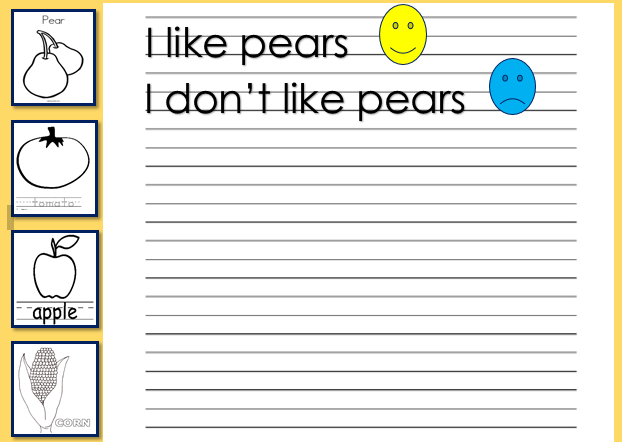 Pear
I like pears
I don't like pears
tomato
apple
CORN